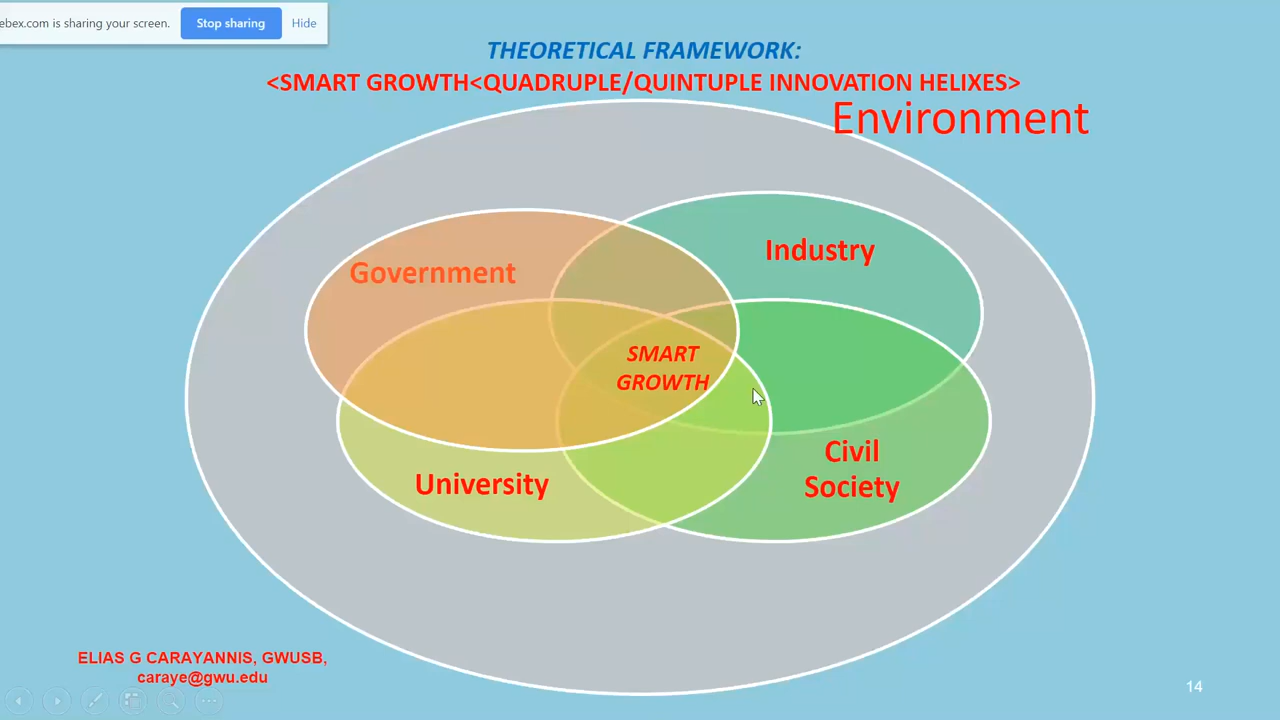 ebex.com is sharing your screen. Stop sharing Hide
THEORETICAL FRAMEWORK:
<SMART GROWTH<QUADRUPLE/QUINTUPLE INNOVATION HELIXES>
Environment
Industry
Government
SMART
GROWTH
Civil
Society
University
ELIAS G CARAYANNIS, GWUSB,
caraye@gwu.edu
14